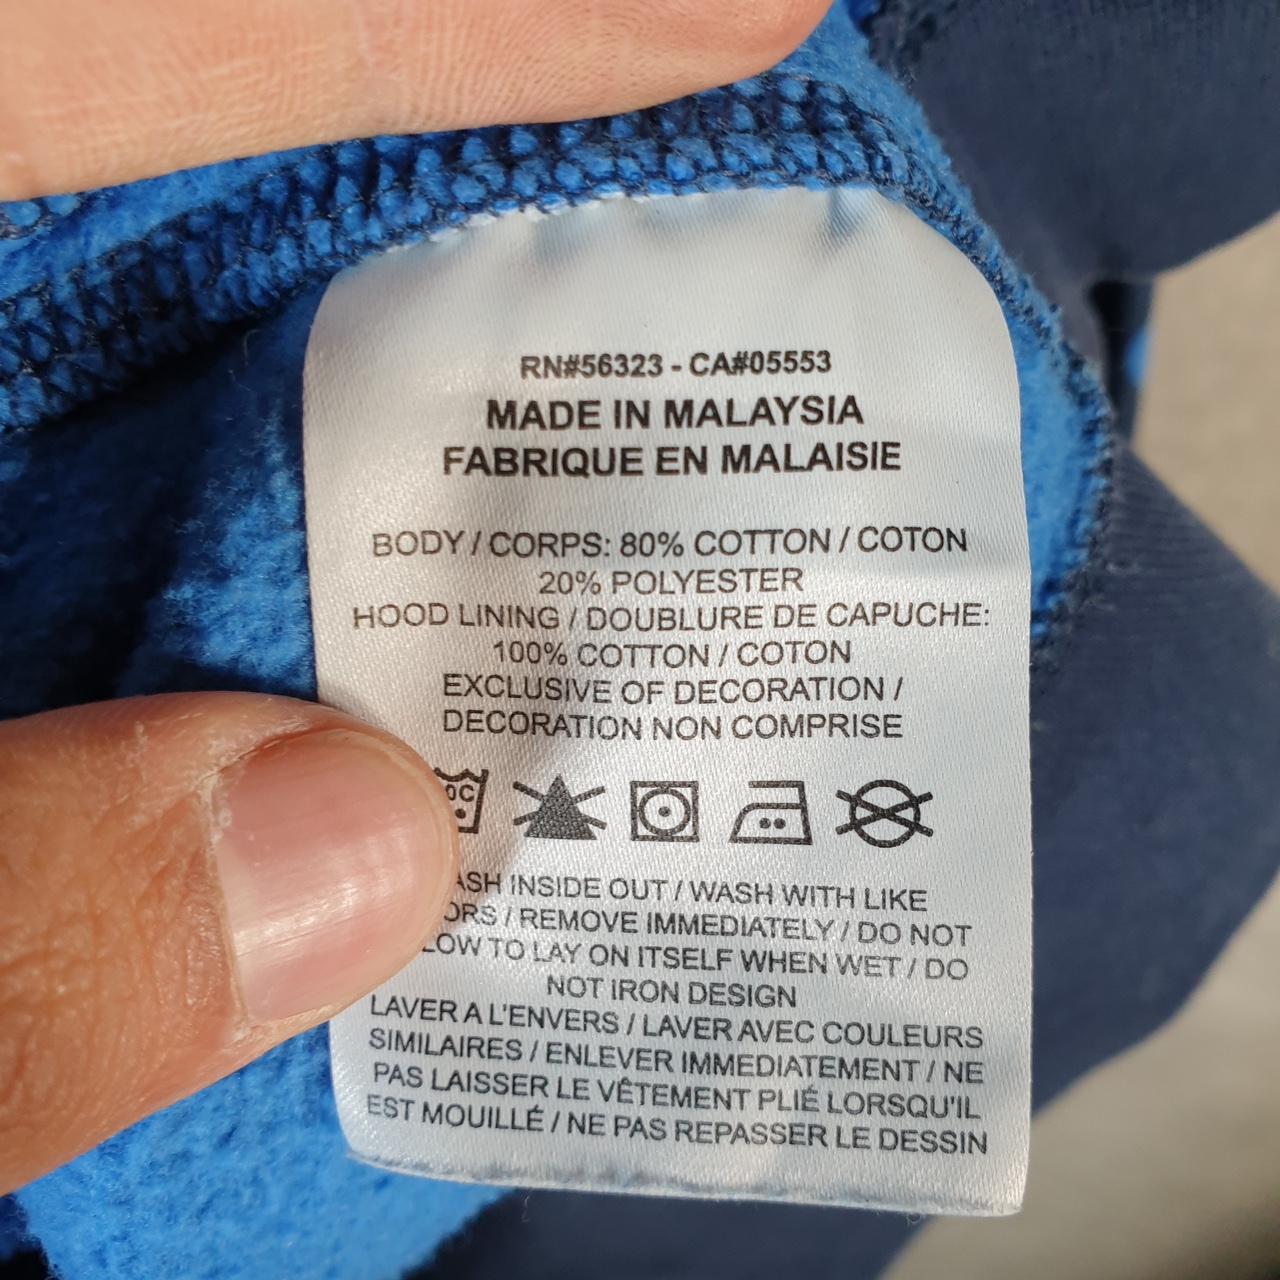 RN#56323 - CA#05553
MADE IN MALAYSIA
FABRIQUE EN MALAISIE
BODY / CORPS: 80% COTTON / COTON
20% POLYESTER
HOOD LINING / DOUBLURE DE CAPUCHE:
100% COTTON / COTON
EXCLUSIVE OF DECORATION /
DECORATION NON COMPRISE
INSIDE OUT / WASH WITH LIKE
/ REMOVE IMMEDIATELY / DO NOT
TO LAY ON ITSELF WHEN WET / DO
NOT IRON DESIGN
LAVER A L'ENVERS / LAVER AVEC COULEURS
SIMILAIRES / ENLEVER IMMEDIATEMENT / NE
PAS LAISSER LE VÊTEMENT PLIÉ LORSQU'IL
EST MOUILLÉ / NE PAS REPASSER LE DESSIN